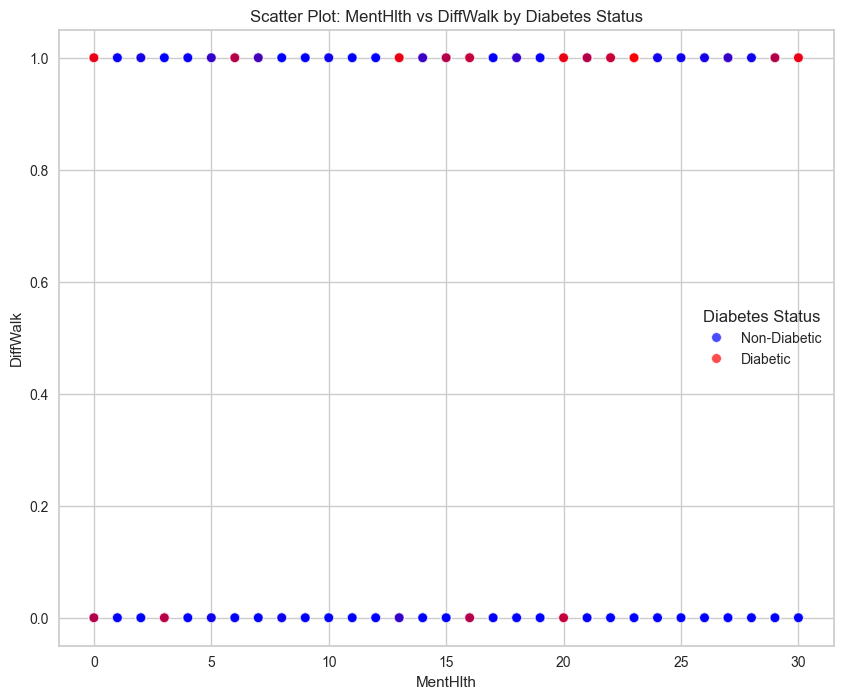 Scatter Plot: MentHlth vs DiffWalk by Diabetes Status
1.0
0.8
0.6
0.4
0.2
0.0
DiffWalk
Diabetes Status
Non-Diabetic
Diabetic
0 5 10 15 20 25 30
MentHlth